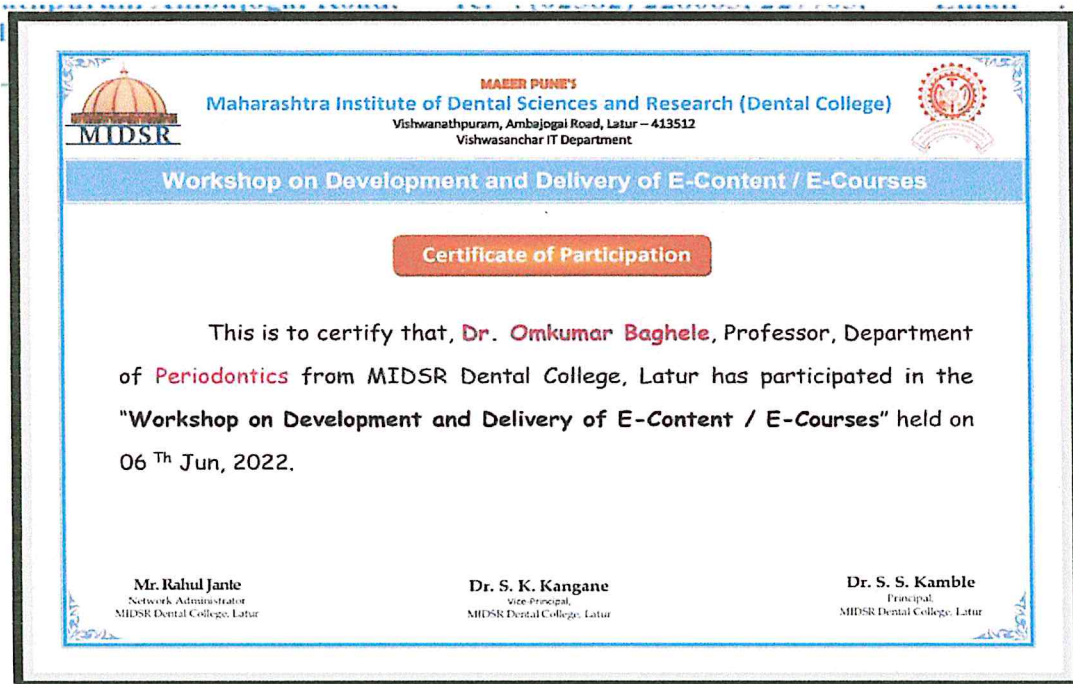 MAEER PUNE'S
Maharashtra Institute of Dental Sciences and Research (Dental College)
Vishwanathpuram, Ambajogai Road, Latur – 413512
Vishwasanchar IT Department
MIDSR
Workshop on Development and Delivery of E-Content / E-Courses
Certificate of Participation
This is to certify that, Dr. Omkumar Baghele, Professor, Department
of Periodontics from MIDSR Dental College, Latur has participated in the
"Workshop on Development and Delivery of E-Content / E-Courses" held on
06 Th Jun, 2022.
Mr. Rahul Jante
Network Administrator
MIDSR Dental College, Latur
Dr. S. K. Kangane
Vice-Principal,
MIDSR Dental College, Latur
Dr. S. S. Kamble
Principal,
MIDSR Dental College, Latur